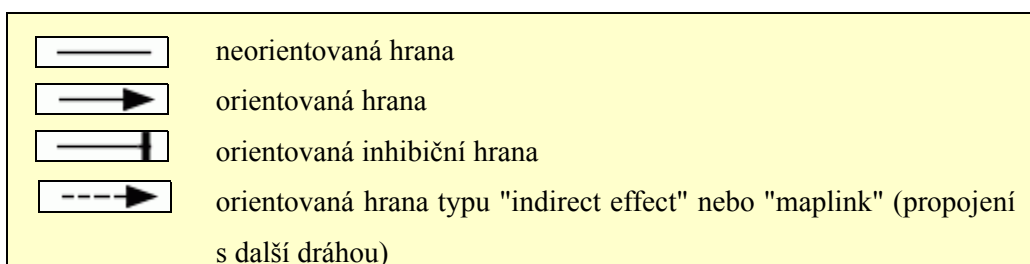 neorientovaná hrana
orientovaná hrana
orientovaná inhibiční hrana
orientovaná hrana typu "indirect effect" nebo "maplink" (propojení
s další dráhou)